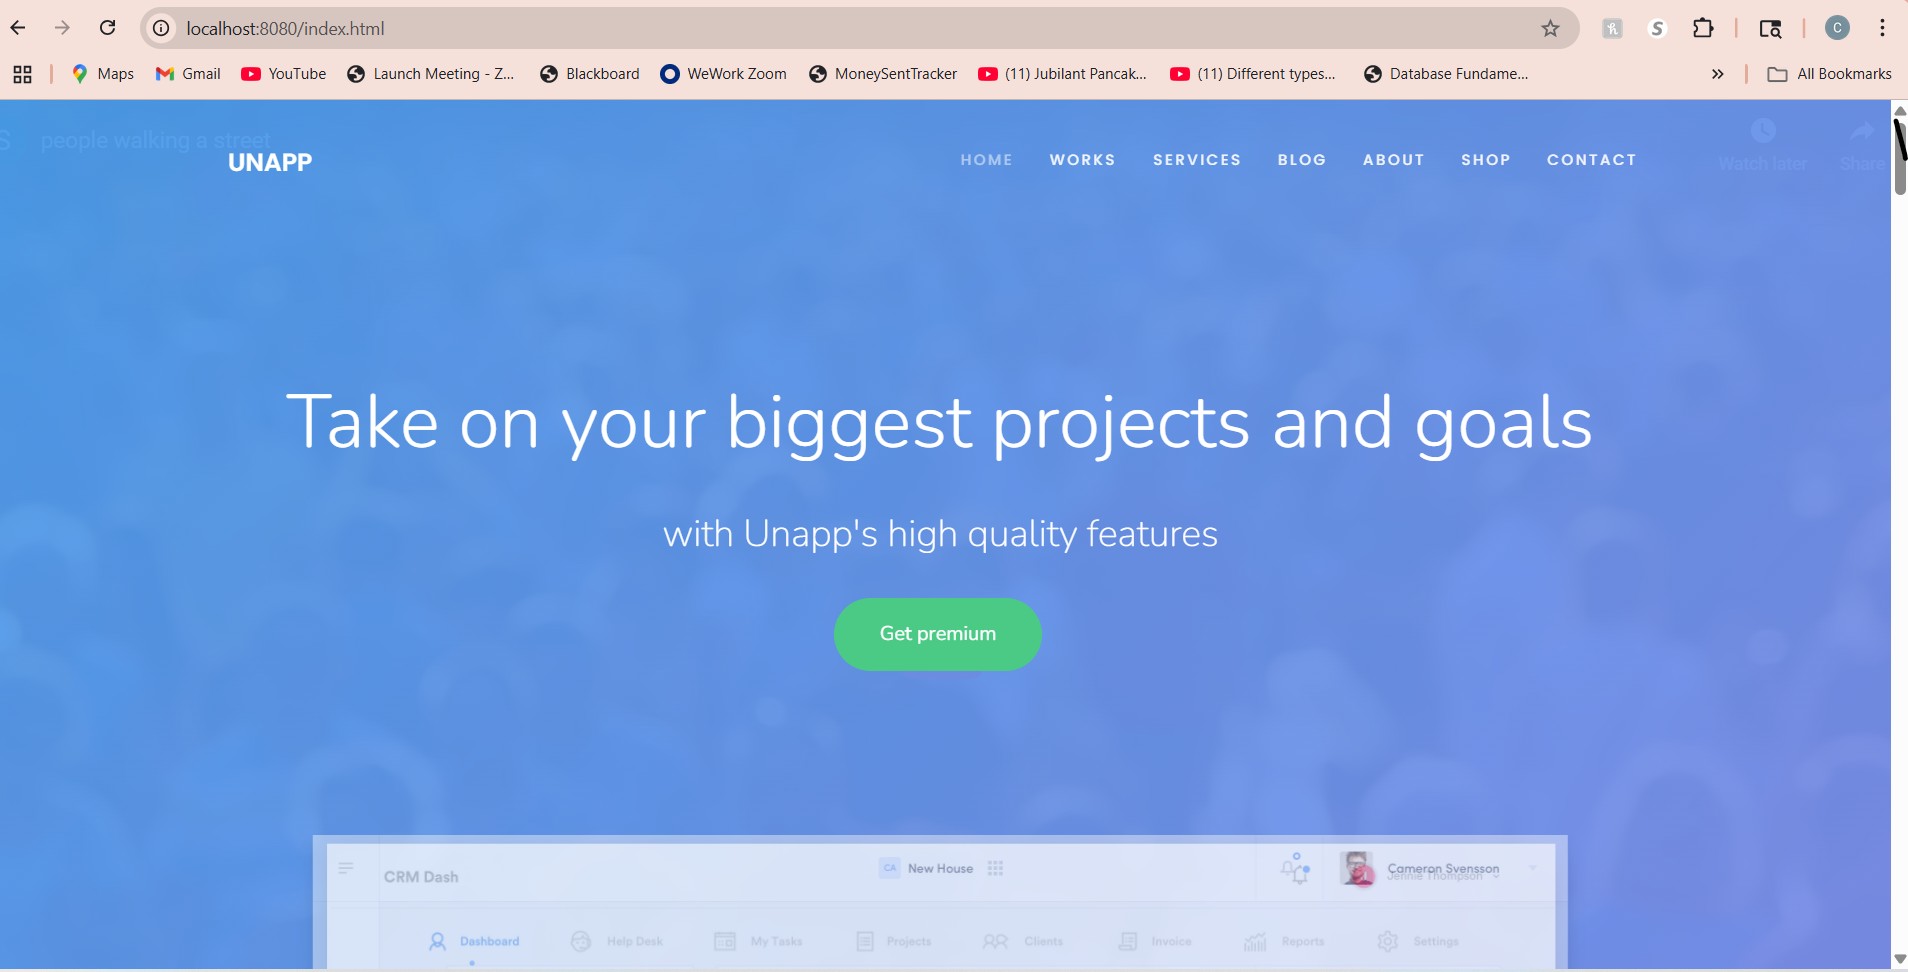 localhost:8080/index.html
C
Maps Gmail YouTube Launch Meeting - Z... Blackboard WeWork Zoom MoneySentTracker (11) Jubilant Pancak... (11) Different types... Database Fundame... All Bookmarks
people walking a street
Watch later Share
UNAPP HOME WORKS SERVICES BLOG ABOUT SHOP CONTACT
Take on your biggest projects and goals
with Unapp's high quality features
Get premium
CRM Dash CA New House Cameron Svensson
Jennie Thompson
Dashboard Help Desk My Tasks Projects Clients Invoice Reports Settings